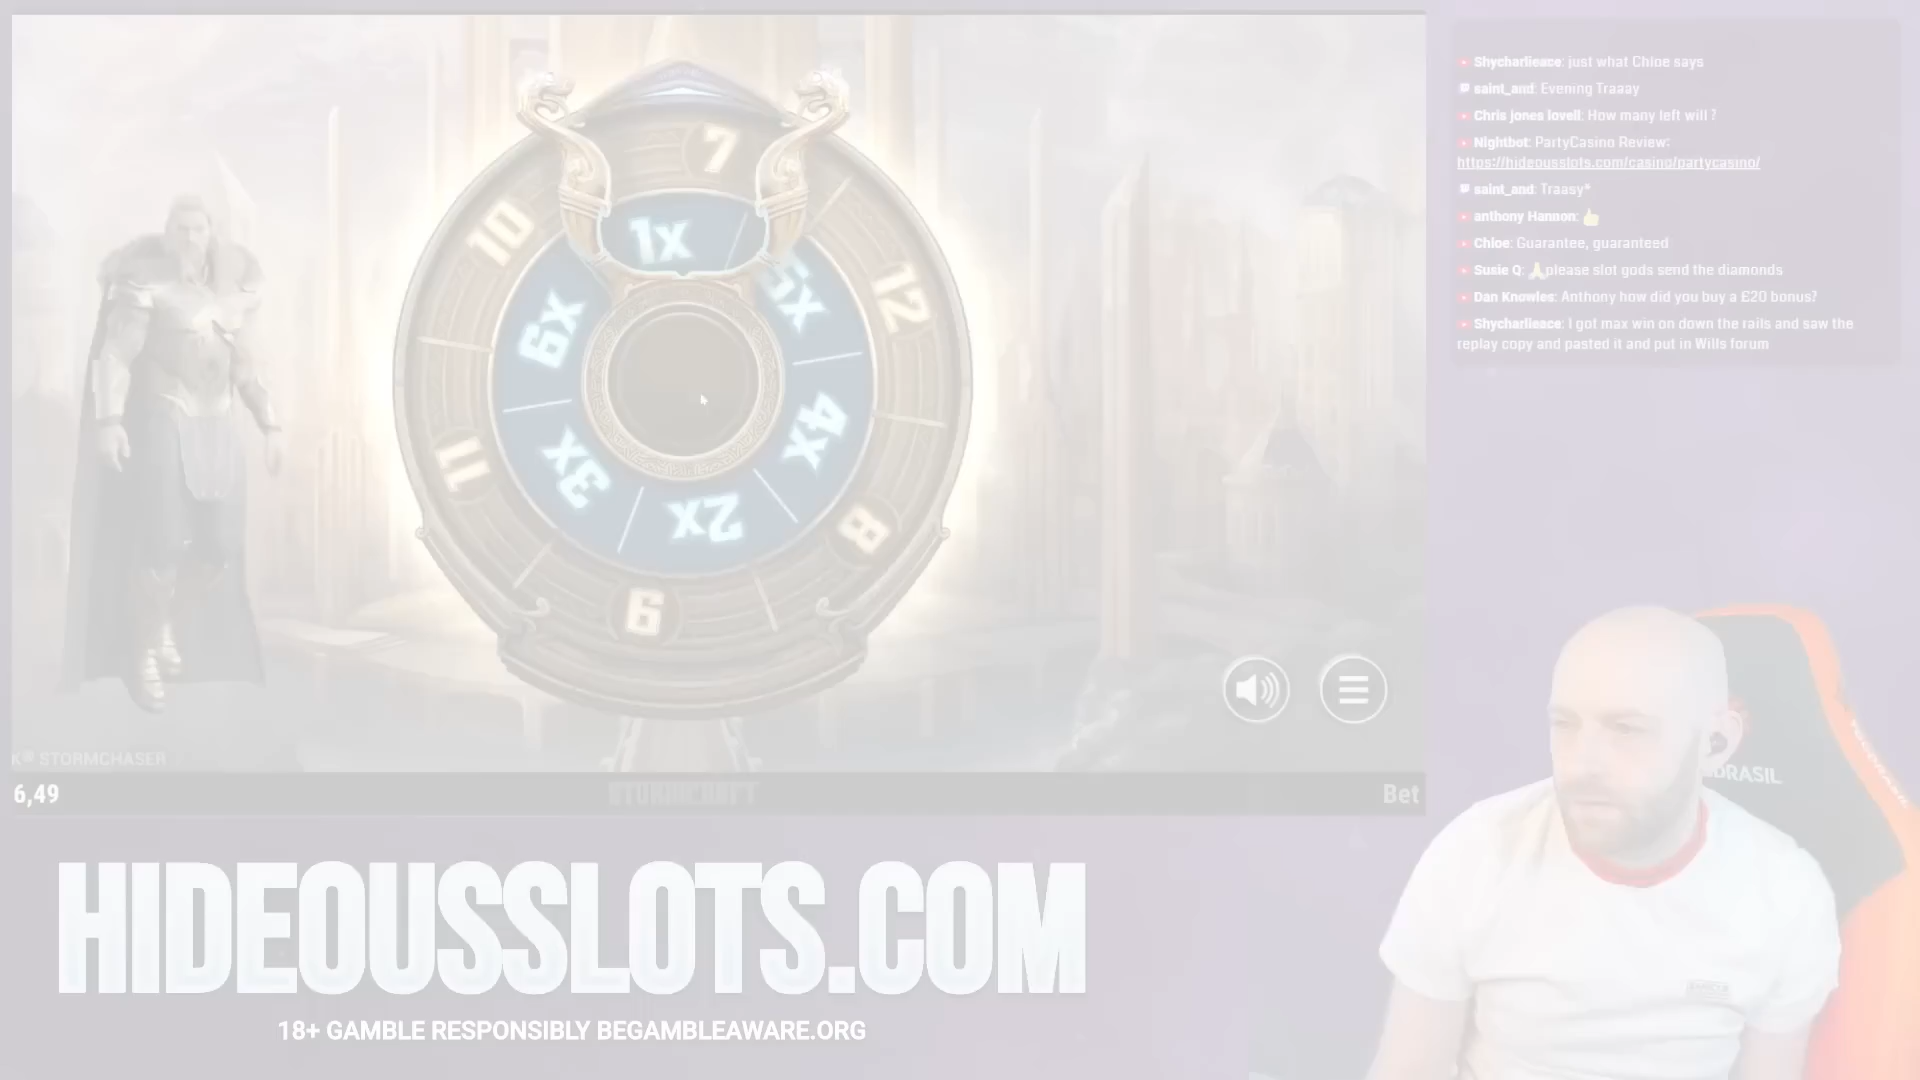 Shycharlieace: just what Chloe says
saint_and: Evening Traaay
Chris jones lovell: How many left will ?
Nightbot: PartyCasino Review:
https://hideousslots.com/casino/partycasino/
saint_and: Traasy*
anthony Hannon: 👍
Chloe: Guarantee, guaranteed
Susie Q: 🙏please slot gods send the diamonds
Dan Knowles: Anthony how did you buy a £20 bonus?
Shycharlieace: I got max win on down the rails and saw the
replay copy and pasted it and put in Wills forum
7
10
1x
5x
12
6x
4x
11
3x
2x
8
6
K® STORMCHASER
6,49
STORMCRAFT
Bet
DRASIL
HIDEOUSSLOTS.COM
18+ GAMBLE RESPONSIBLY BEGAMBLEAWARE.ORG